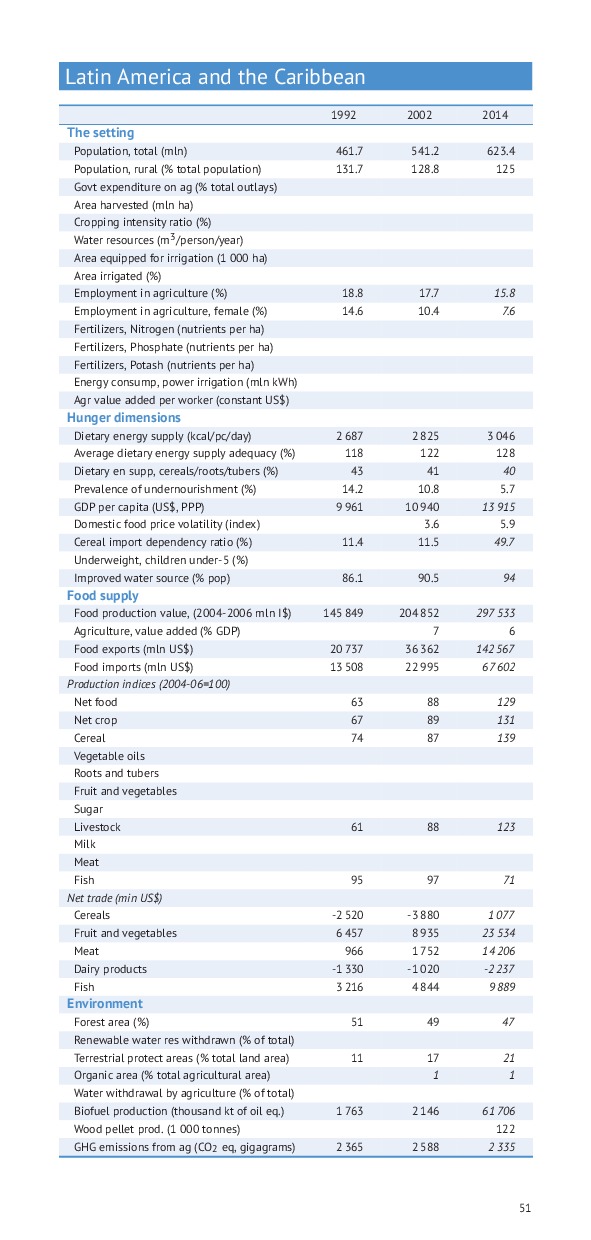 Latin America and the Caribbean
1992 2002 2014
The setting
Population, total (mln) 461.7 541.2 623.4
Population, rural (% total population) 131.7 128.8 125
Govt expenditure on ag (% total outlays)
Area harvested (mln ha)
Cropping intensity ratio (%)
Water resources (m³/person/year)
Area equipped for irrigation (1 000 ha)
Area irrigated (%)
Employment in agriculture (%) 18.8 17.7 15.8
Employment in agriculture, female (%) 14.6 10.4 7.6
Fertilizers, Nitrogen (nutrients per ha)
Fertilizers, Phosphate (nutrients per ha)
Fertilizers, Potash (nutrients per ha)
Energy consump, power irrigation (mln kWh)
Agr value added per worker (constant US$)
Hunger dimensions
Dietary energy supply (kcal/pc/day) 2 687 2 825 3 046
Average dietary energy supply adequacy (%) 118 122 128
Dietary en supp, cereals/roots/tubers (%) 43 41 40
Prevalence of undernourishment (%) 14.2 10.8 5.7
GDP per capita (US$, PPP) 9 961 10 940 13 915
Domestic food price volatility (index) 3.6 5.9
Cereal import dependency ratio (%) 11.4 11.5 49.7
Underweight, children under-5 (%)
Improved water source (% pop) 86.1 90.5 94
Food supply
Food production value, (2004-2006 mln I$) 145 849 204 852 297 533
Agriculture, value added (% GDP) 7 6
Food exports (mln US$) 20 737 36 362 142 567
Food imports (mln US$) 13 508 22 995 67 602
Production indices (2004-06=100)
Net food 63 88 129
Net crop 67 89 131
Cereal 74 87 139
Vegetable oils
Roots and tubers
Fruit and vegetables
Sugar
Livestock 61 88 123
Milk
Meat
Fish 95 97 71
Net trade (min US$)
Cereals -2 520 -3 880 1 077
Fruit and vegetables 6 457 8 935 23 534
Meat 966 1 752 14 206
Dairy products -1 330 -1 020 -2 237
Fish 3 216 4 844 9 889
Environment
Forest area (%) 51 49 47
Renewable water res withdrawn (% of total)
Terrestrial protect areas (% total land area) 11 17 21
Organic area (% total agricultural area) 1 1
Water withdrawal by agriculture (% of total)
Biofuel production (thousand kt of oil eq.) 1 763 2 146 61 706
Wood pellet prod. (1 000 tonnes) 122
GHG emissions from ag (CO₂ eq, gigagrams) 2 365 2 588 2 335
51